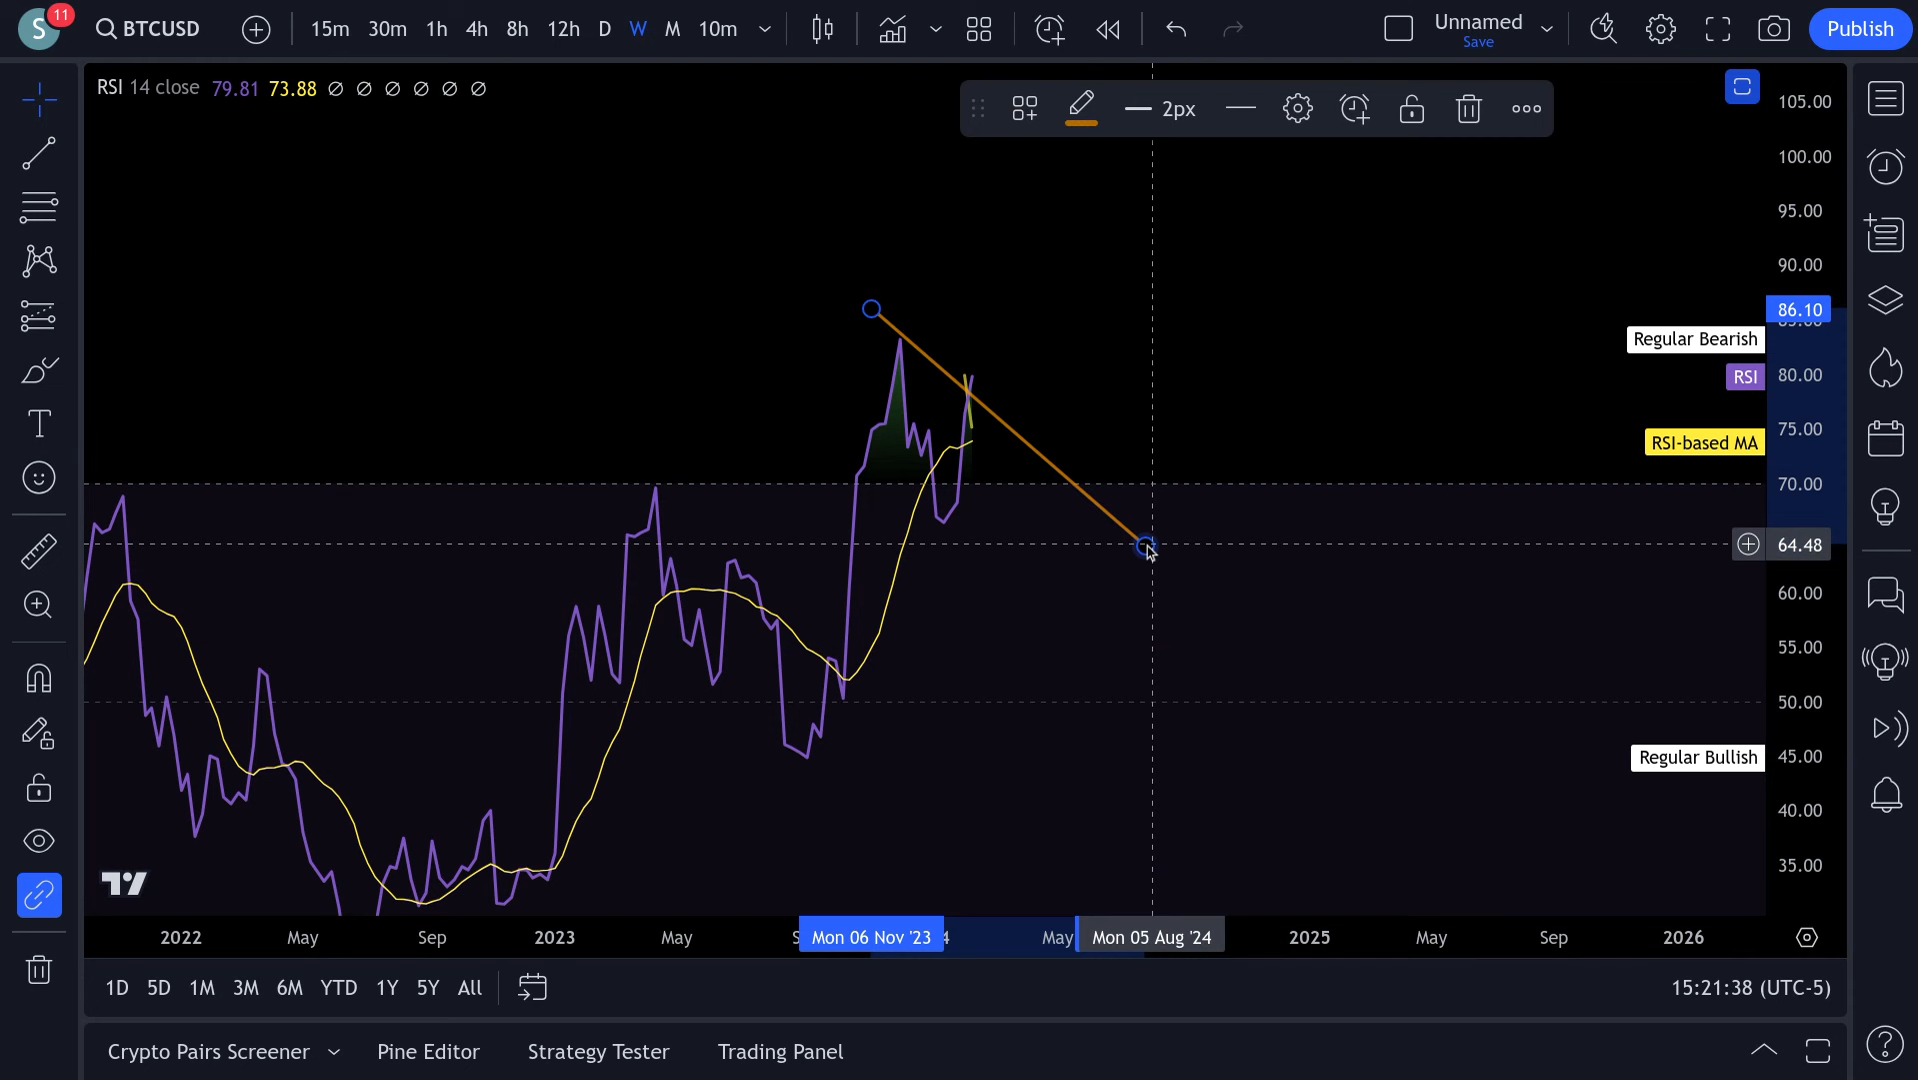 S
11
BTCUSD
15m 30m 1h 4h 8h 12h D W M 10m
Unnamed
Save
Publish
RSI 14 close 79.81 73.88 ∅ ∅ ∅ ∅ ∅ ∅
2px
105.00
100.00
95.00
90.00
86.10
85.00
Regular Bearish
RSI 80.00
75.00
RSI-based MA
70.00
64.48
60.00
55.00
50.00
Regular Bullish 45.00
40.00
35.00
2022 May Sep 2023 May S Mon 06 Nov '23 4 May Mon 05 Aug '24 2025 May Sep 2026
1D 5D 1M 3M 6M YTD 1Y 5Y All
15:21:38 (UTC-5)
Crypto Pairs Screener Pine Editor Strategy Tester Trading Panel